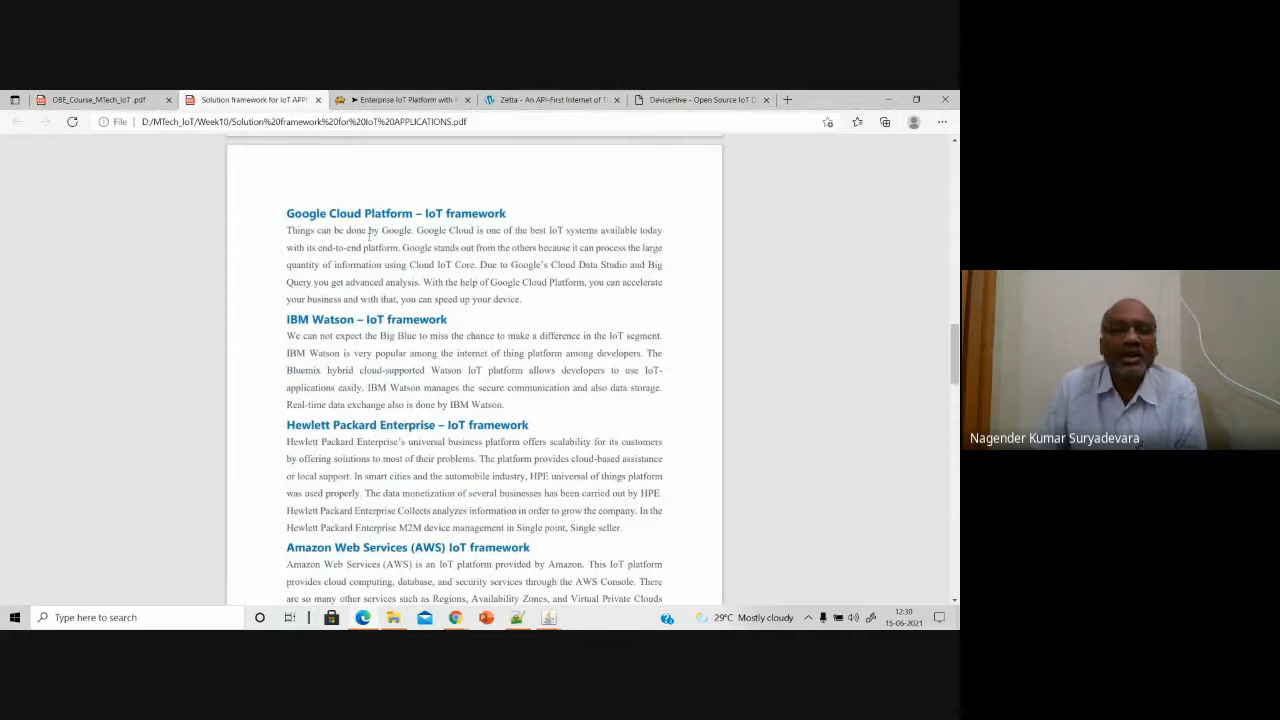 OBE_Course_MTech_IoT .pdf
Solution framework for IoT APPL
Enterprise IoT Platform with F
Zetta - An API-First Internet of T
DeviceHive - Open Source IoT D
File
D:/MTech_IoT/Week10/Solution%20framework%20for%20IoT%20APPLICATIONS.pdf
Google Cloud Platform – IoT framework
Things can be done by Google. Google Cloud is one of the best IoT systems available today
with its end-to-end platform. Google stands out from the others because it can process the large
quantity of information using Cloud IoT Core. Due to Google's Cloud Data Studio and Big
Query you get advanced analysis. With the help of Google Cloud Platform, you can accelerate
your business and with that, you can speed up your device.
IBM Watson – IoT framework
We can not expect the Big Blue to miss the chance to make a difference in the IoT segment.
IBM Watson is very popular among the internet of thing platform among developers. The
Bluemix hybrid cloud-supported Watson IoT platform allows developers to use IoT-
applications easily. IBM Watson manages the secure communication and also data storage.
Real-time data exchange also is done by IBM Watson.
Hewlett Packard Enterprise – IoT framework
Hewlett Packard Enterprise's universal business platform offers scalability for its customers
by offering solutions to most of their problems. The platform provides cloud-based assistance
or local support. In smart cities and the automobile industry, HPE universal of things platform
was used properly. The data monetization of several businesses has been carried out by HPE.
Hewlett Packard Enterprise Collects analyzes information in order to grow the company. In the
Hewlett Packard Enterprise M2M device management in Single point, Single seller.
Amazon Web Services (AWS) IoT framework
Amazon Web Services (AWS) is an IoT platform provided by Amazon. This IoT platform
provides cloud computing, database, and security services through the AWS Console. There
are so many other services such as Regions, Availability Zones, and Virtual Private Clouds
Nagender Kumar Suryadevara
Type here to search
29°C Mostly cloudy
12:30
15-06-2021